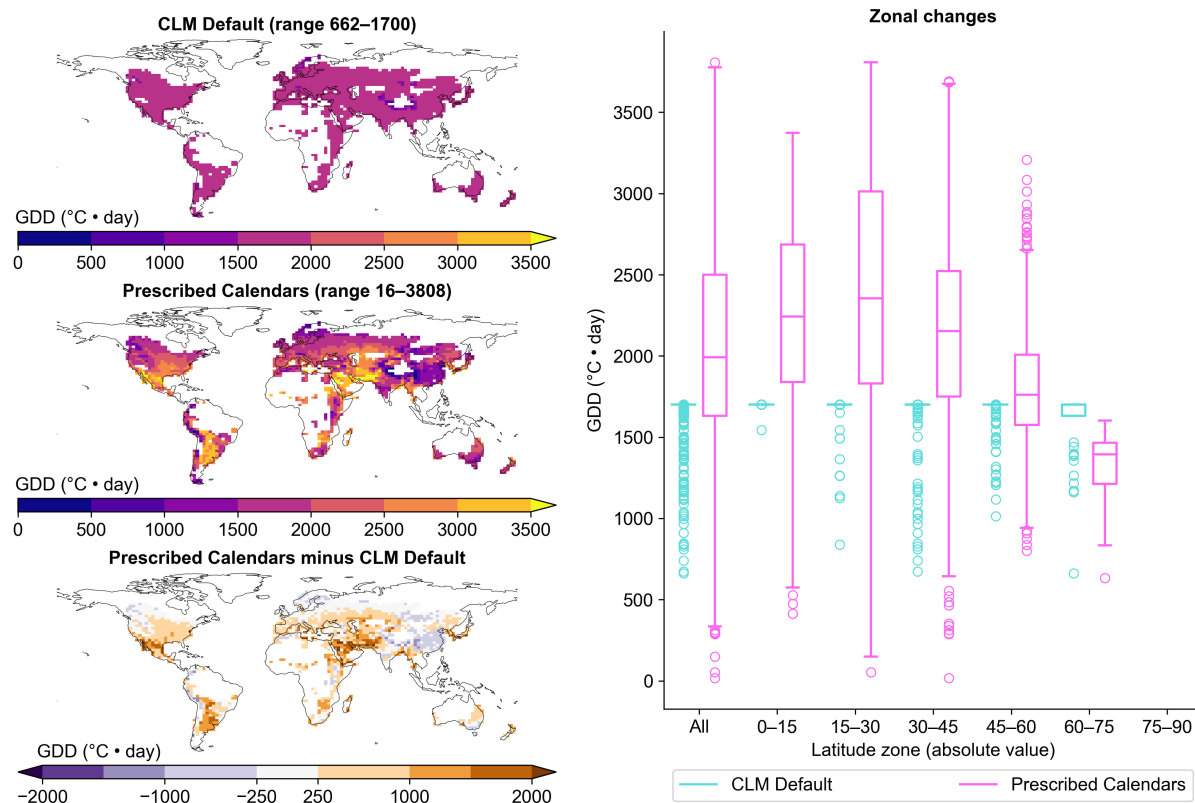 CLM Default (range 662–1700)
GDD (°C • day)
0 500 1000 1500 2000 2500 3000 3500
Prescribed Calendars (range 16–3808)
GDD (°C • day)
0 500 1000 1500 2000 2500 3000 3500
Prescribed Calendars minus CLM Default
GDD (°C • day)
−2000 −1000 −250 250 1000 2000
Zonal changes
GDD (°C • day)
3500
3000
2500
2000
1500
1000
500
0
All 0–15 15–30 30–45 45–60 60–75 75–90
Latitude zone (absolute value)
CLM Default Prescribed Calendars